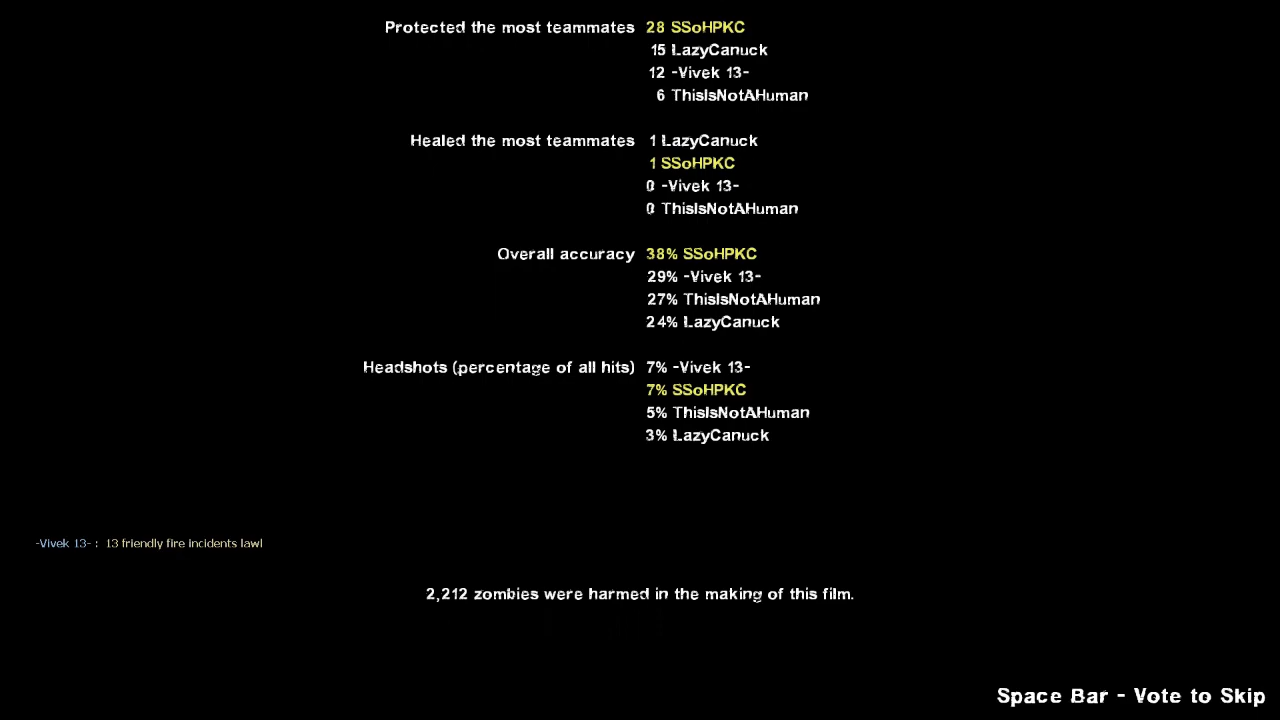 Protected the most teammates 28 SSoHPKC
15 LazyCanuck
12 -Vivek 13-
6 ThisIsNotAHuman
Healed the most teammates 1 LazyCanuck
1 SSoHPKC
0 -Vivek 13-
0 ThisIsNotAHuman
Overall accuracy 38% SSoHPKC
29% -Vivek 13-
27% ThisIsNotAHuman
24% LazyCanuck
Headshots (percentage of all hits) 7% -Vivek 13-
7% SSoHPKC
5% ThisIsNotAHuman
3% LazyCanuck
-Vivek 13- : 13 friendly fire incidents lawl
2,212 zombies were harmed in the making of this film.
Space Bar - Vote to Skip